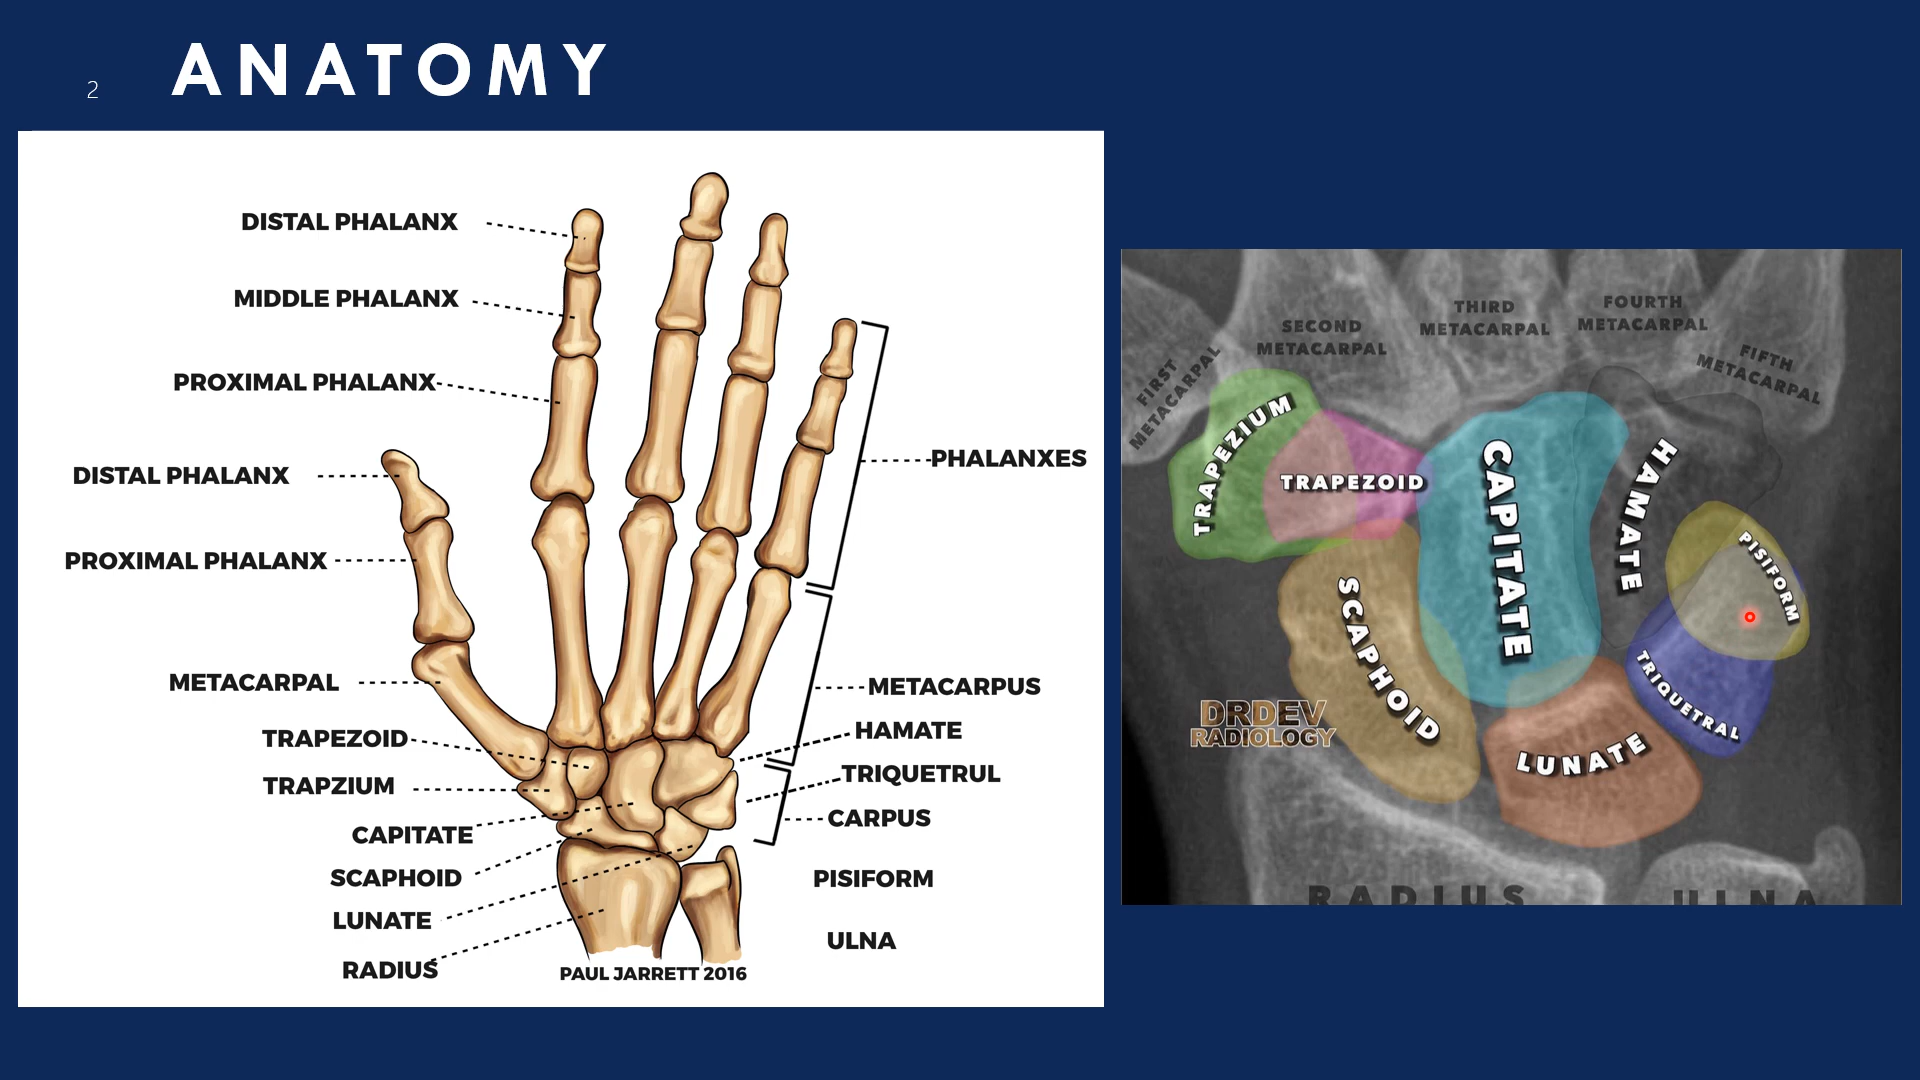 2
ANATOMY
DISTAL PHALANX
MIDDLE PHALANX
PROXIMAL PHALANX
DISTAL PHALANX
PROXIMAL PHALANX
METACARPAL
TRAPEZOID
TRAPZIUM
CAPITATE
SCAPHOID
LUNATE
RADIUS
PHALANXES
METACARPUS
HAMATE
TRIQUETRUL
CARPUS
PISIFORM
ULNA
PAUL JARRETT 2016
FIRST
METACARPAL
SECOND
METACARPAL
THIRD
METACARPAL
FOURTH
METACARPAL
FIFTH
METACARPAL
TRAPEZIUM
TRAPEZOID
CAPITATE
HAMATE
PISIFORM
SCAPHOID
TRIQUETRAL
LUNATE
DRDEV
RADIOLOGY
RADIUS
ULNA